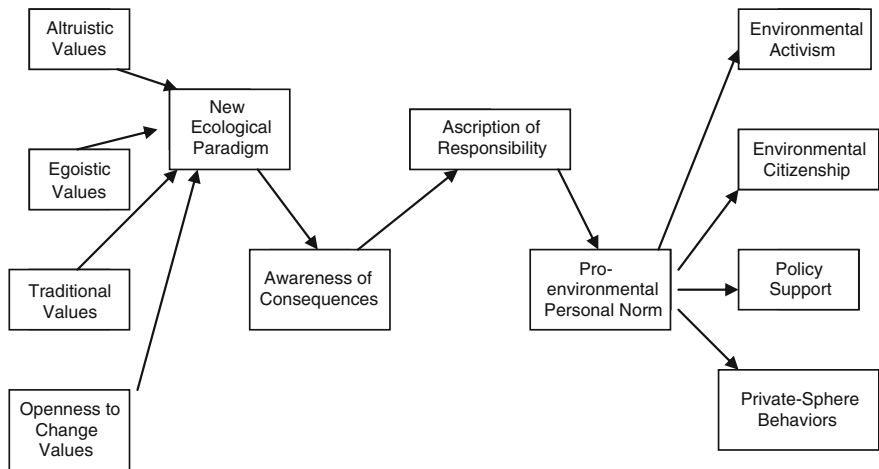 Altruistic
Values
New
Ecological
Paradigm
Egoistic
Values
Traditional
Values
Openness to
Change
Values
Awareness of
Consequences
Ascription of
Responsibility
Pro-
environmental
Personal Norm
Environmental
Activism
Environmental
Citizenship
Policy
Support
Private-Sphere
Behaviors